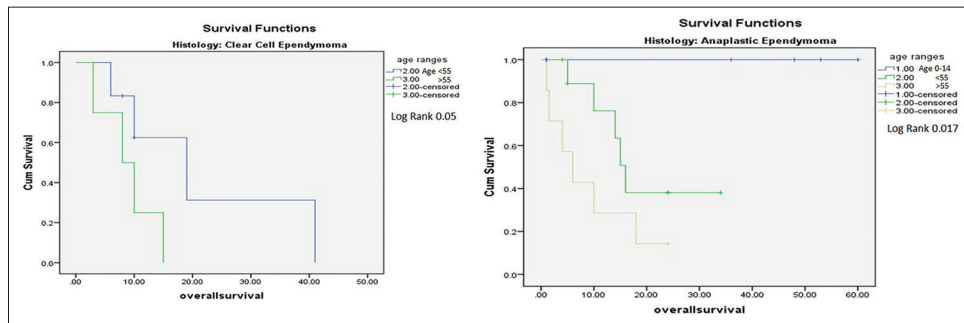 Survival Functions
Histology: Clear Cell Ependymoma
age ranges
2.00 Age <55
3.00 >55
2.00-censored
3.00-censored
Log Rank 0.05
Cum Survival
1.0
0.8
0.6
0.4
0.2
0.0
.00 10.00 20.00 30.00 40.00 50.00
overallsurvival
Survival Functions
Histology: Anaplastic Ependymoma
age ranges
1.00 Age 0-14
2.00 <55
3.00 >55
1.00-censored
2.00-censored
3.00-censored
Log Rank 0.017
Cum Survival
1.0
0.8
0.6
0.4
0.2
0.0
.00 10.00 20.00 30.00 40.00 50.00 60.00
overallsurvival